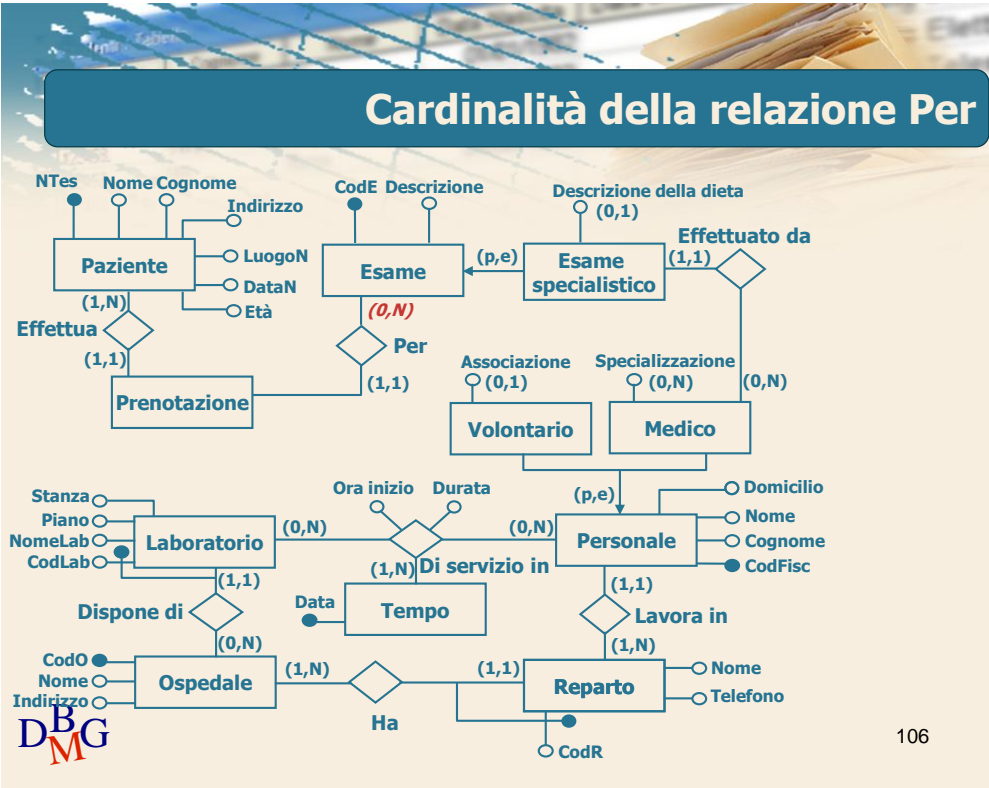 Cardinalità della relazione Per
NTes
Nome Cognome
Indirizzo
CodE Descrizione
Descrizione della dieta
(0,1)
Effettuato da
Paziente
LuogoN
DataN
Età
Esame
(p,e)
Esame
specialistico
(1,1)
(1,N)
(0,N)
Effettua
Per
(1,1)
(1,1)
Prenotazione
Associazione
(0,1)
Specializzazione
(0,N)
(0,N)
Volontario
Medico
Stanza
Piano
NomeLab
CodLab
Laboratorio
(0,N)
Ora inizio
Durata
(0,N)
(p,e)
Personale
Domicilio
Nome
Cognome
CodFisc
(1,1)
(1,N)
Di servizio in
(1,1)
Dispone di
Data
Tempo
Lavora in
(0,N)
(1,N)
CodO
Nome
Indirizzo
Ospedale
(1,N)
(1,1)
Reparto
Nome
Telefono
Ha
CodR
DBMG
106